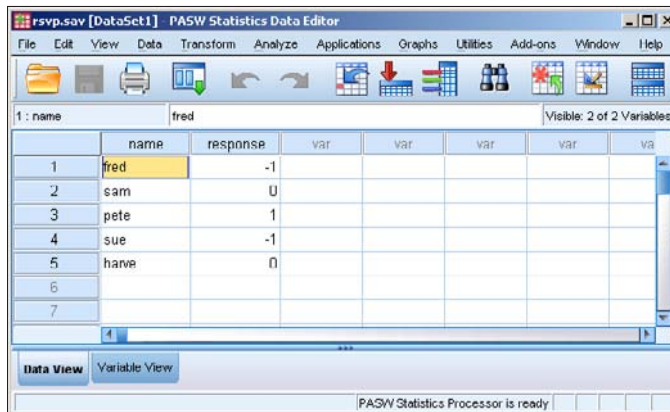 rsvp.sav [DataSet1] - PASW Statistics Data Editor
File Edit View Data Transform Analyze Applications Graphs Utilities Add-ons Window Help
1 : name fred Visible: 2 of 2 Variables
name response var var var var va
1 fred -1
2 sam 0
3 pete 1
4 sue -1
5 harve 0
6
7
Data View Variable View
PASW Statistics Processor is ready